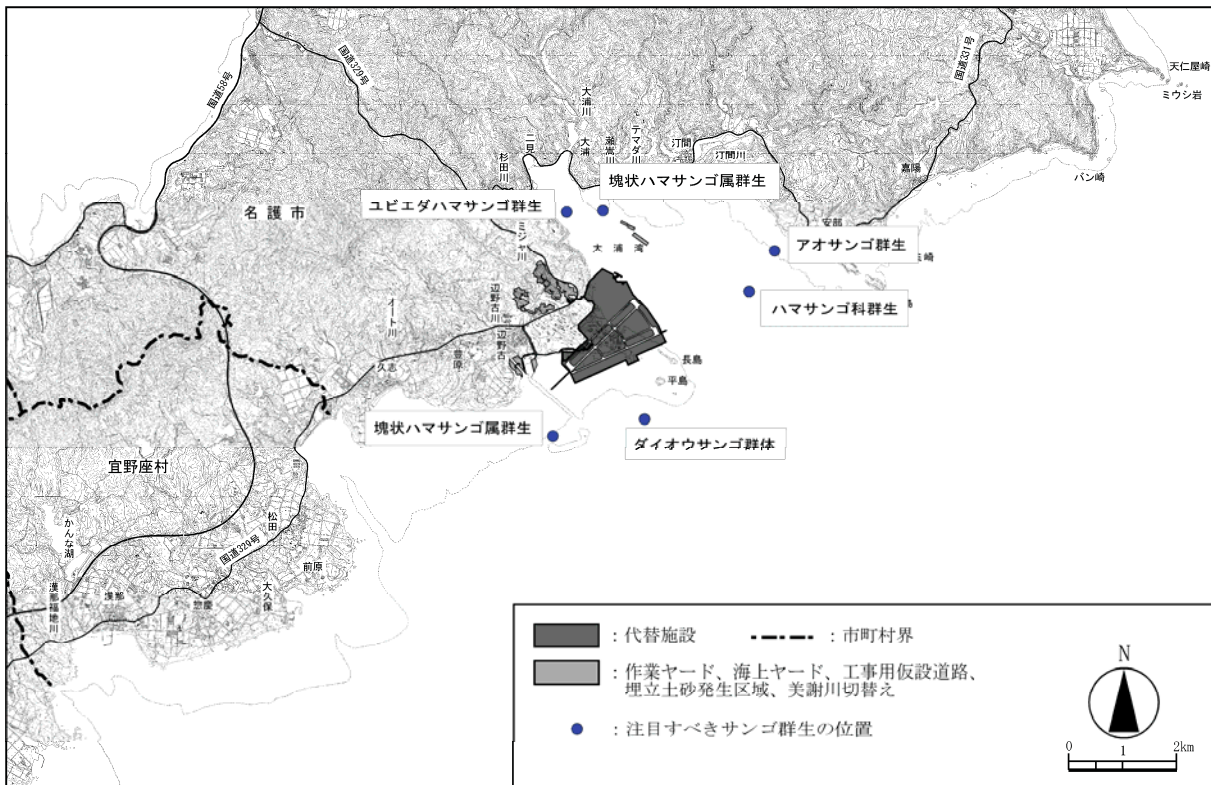 国道58号
国道329号
国道331号
天仁屋崎
ミウシ岩
バン崎
嘉陽
安部
大浦川
二見
大浦
瀬嵩川
テマダ川
汀間
汀間川
杉田川
塊状ハマサンゴ属群生
ユビエダハマサンゴ群生
名護市
ミジャ川
大浦湾
アオサンゴ群生
ハマサンゴ科群生
辺野古川
辺野古
イート川
豊原
久志
長島
平島
塊状ハマサンゴ属群生
ダイオウサンゴ群体
宜野座村
かんな湖
松田
国道329号
前原
大久保
惣慶
漢那
漢那福地川
:代替施設
:市町村界
:作業ヤード、海上ヤード、工事用仮設道路、
埋立土砂発生区域、美謝川切替え
:注目すべきサンゴ群生の位置
N
0 1 2km